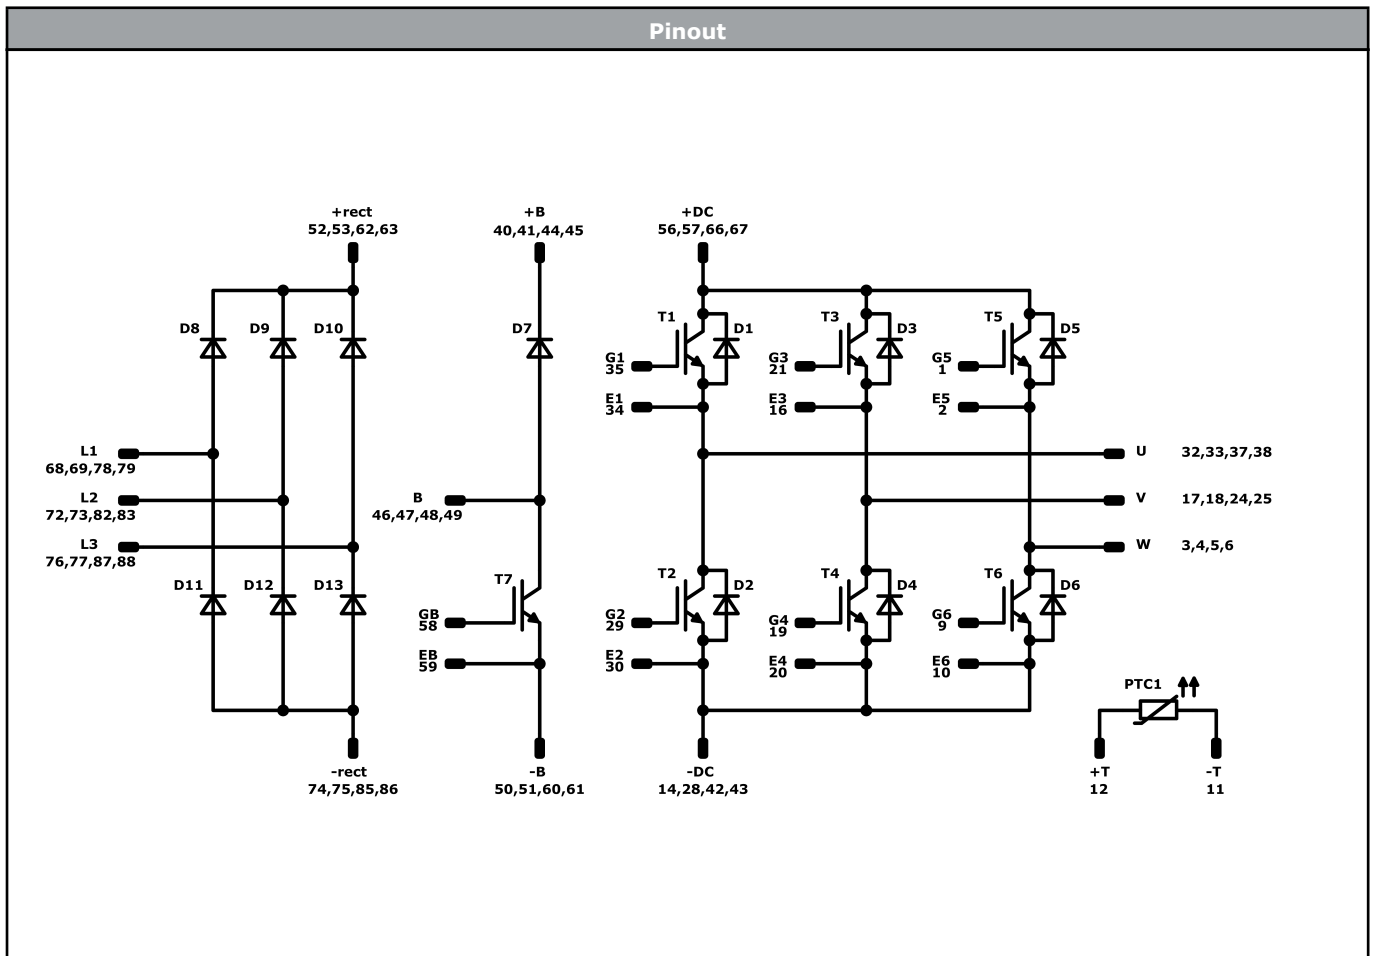 Pinout
+rect
52,53,62,63
+B
40,41,44,45
+DC
56,57,66,67
D8
D9
D10
D7
T1
D1
T3
D3
T5
D5
G1
35
G3
21
G5
1
E1
34
E3
16
E5
2
L1
68,69,78,79
L2
72,73,82,83
L3
76,77,87,88
B
46,47,48,49
U 32,33,37,38
V 17,18,24,25
W 3,4,5,6
D11
D12
D13
T7
T2
D2
T4
D4
T6
D6
GB
58
G2
29
G4
19
G6
9
EB
59
E2
30
E4
20
E6
10
PTC1
-rect
74,75,85,86
-B
50,51,60,61
-DC
14,28,42,43
+T
12
-T
11